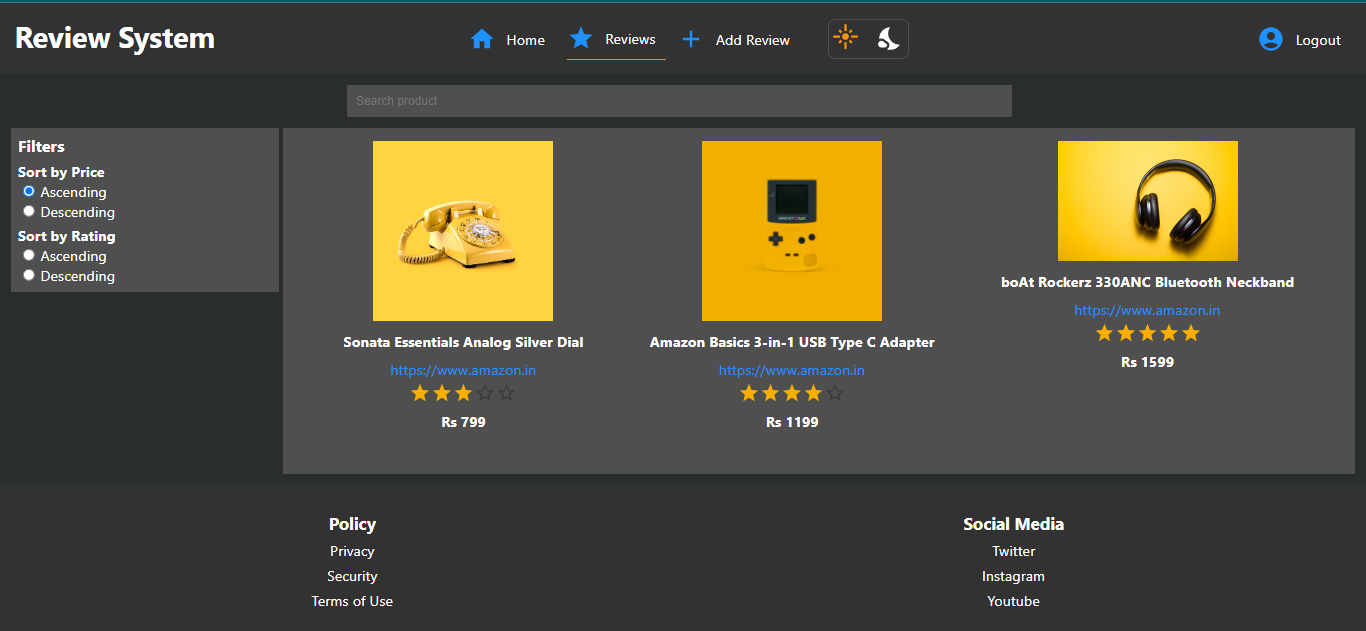 Review System
Home
Reviews
Add Review
Logout
Search product
Filters
Sort by Price
Ascending
Descending
Sort by Rating
Ascending
Descending
Sonata Essentials Analog Silver Dial
https://www.amazon.in
Rs 799
Amazon Basics 3-in-1 USB Type C Adapter
https://www.amazon.in
Rs 1199
boAt Rockerz 330ANC Bluetooth Neckband
https://www.amazon.in
Rs 1599
Policy
Privacy
Security
Terms of Use
Social Media
Twitter
Instagram
Youtube